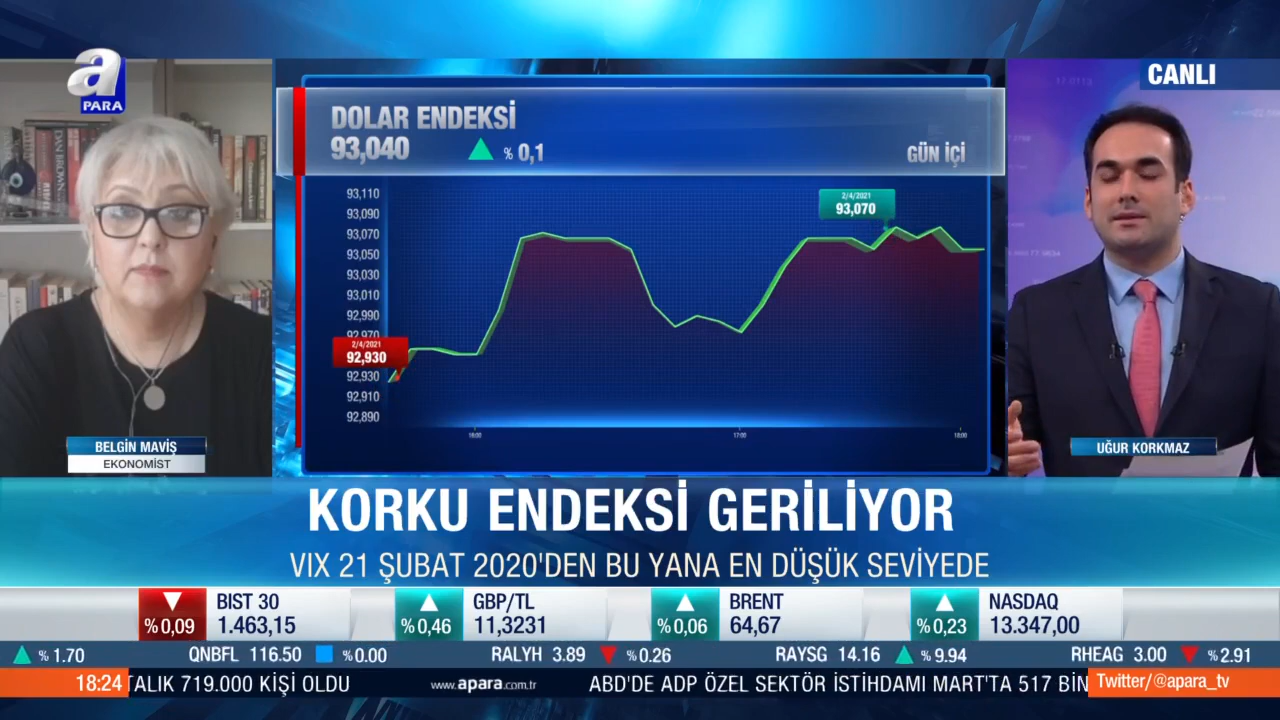 a
PARA
CANLI
DAN BROWN
DOLAR ENDEKSİ
93,040
% 0,1
GÜN İÇİ
93,110
93,090
93,070
93,050
93,030
93,010
92,990
92,970
92,930
92,910
92,890
2/4/2021
92,930
2/4/2021
93,070
16:00
17:00
18:00
BELGİN MAVİŞ
EKONOMİST
UĞUR KORKMAZ
KORKU ENDEKSİ GERİLİYOR
VIX 21 ŞUBAT 2020'DEN BU YANA EN DÜŞÜK SEVİYEDE
%0,09 BIST 30 1.463,15
%0,46 GBP/TL 11,3231
%0,06 BRENT 64,67
%0,23 NASDAQ 13.347,00
% 1.70 QNBFL 116.50 %0.00 RALYH 3.89 %0.26 RAYSG 14.16 % 9.94 RHEAG 3.00 %2.91
18:24 TALIK 719.000 KİŞİ OLDU www.apara.com.tr ABD'DE ADP ÖZEL SEKTÖR İSTİHDAMI MART'TA 517 BİN Twitter/@apara_tv